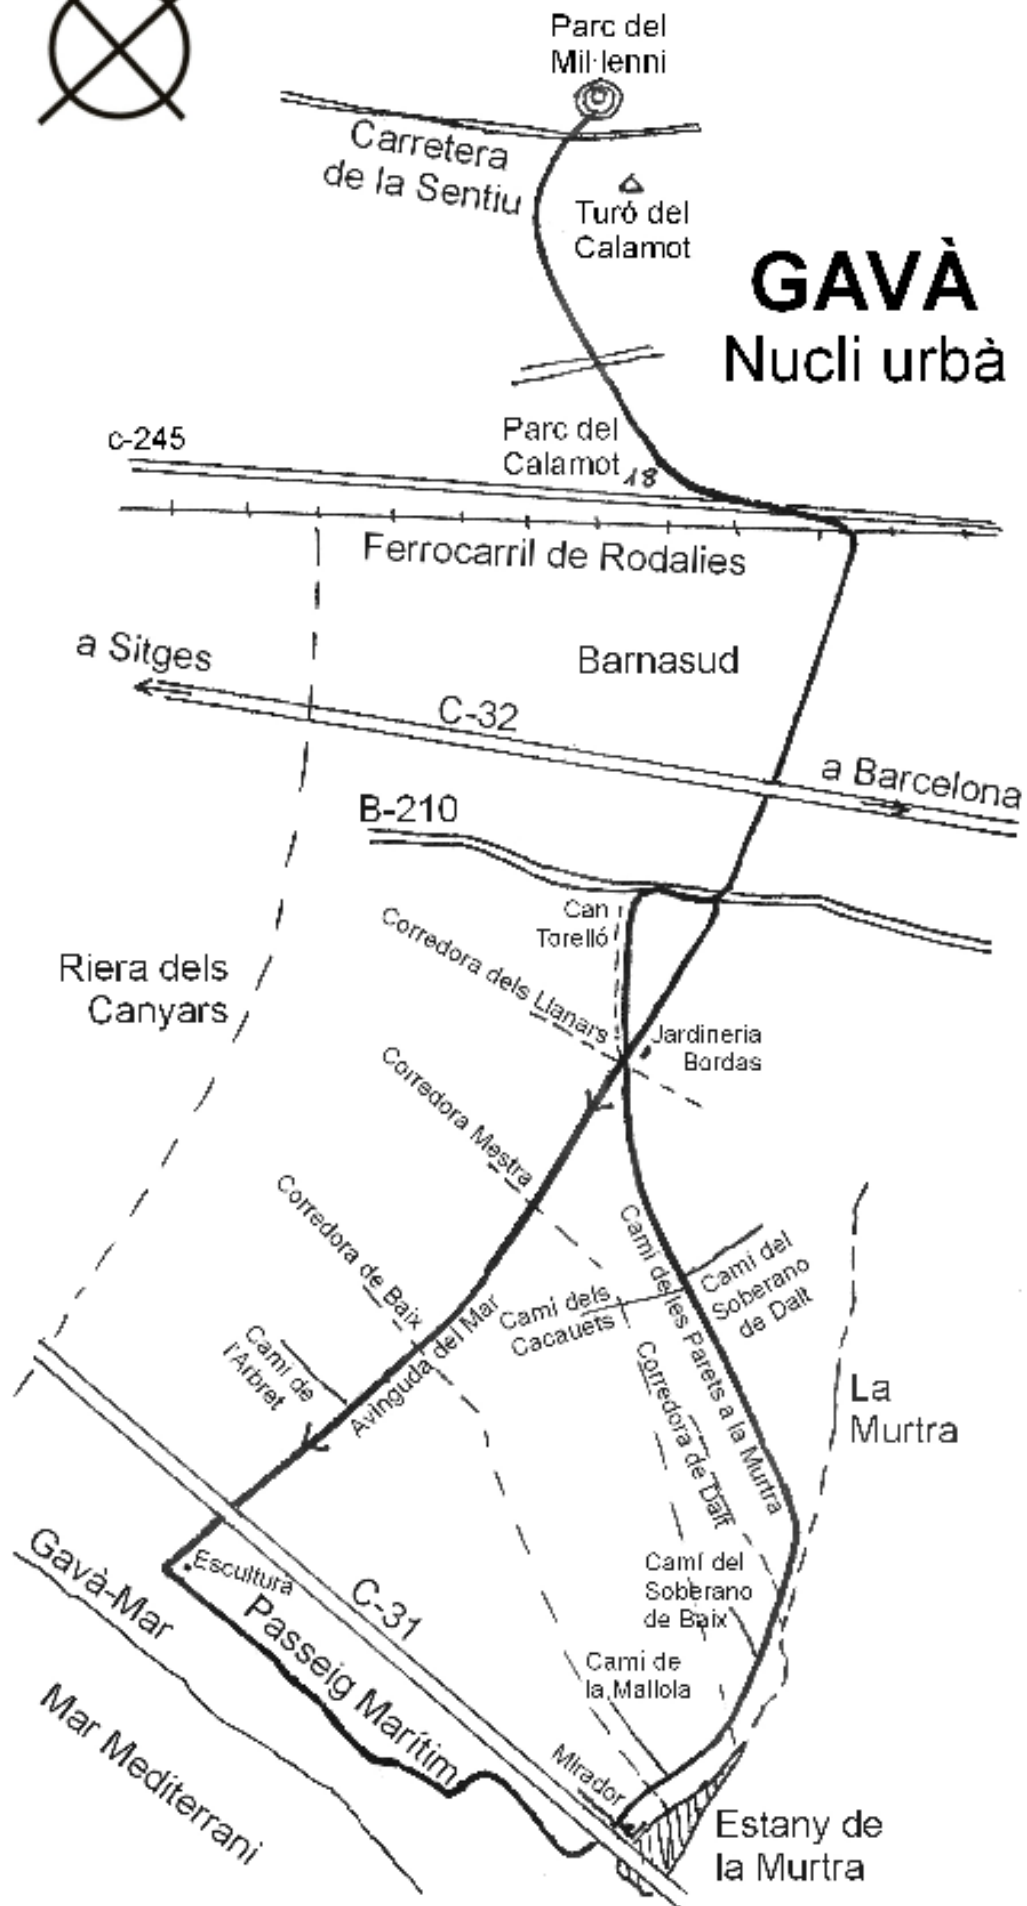 Parc del
Mil·lenni
Carretera
de la Sentiu
Turó del
Calamot
GAVÀ
Nucli urbà
c-245
Parc del
Calamot
18
Ferrocarril de Rodalies
a Sitges
Barnasud
C-32
a Barcelona
B-210
Can
Torelló
Corredora dels Llanars
Riera dels
Canyars
Jardineria
Bordas
Corredora Mestra
Corredora de Baix
Camí de les Parets a la Murtra
Camí del
Soberano
de Dalt
Camí dels
Cacauets
Camí de
l'Arbret
Avinguda del Mar
Corredora de Dalt
La
Murtra
Escultura
Gavà-Mar
C-31
Passeig Marítim
Camí del
Soberano
de Baix
Camí de
la Mallola
Mar Mediterrani
Mirador
Estany de
la Murtra